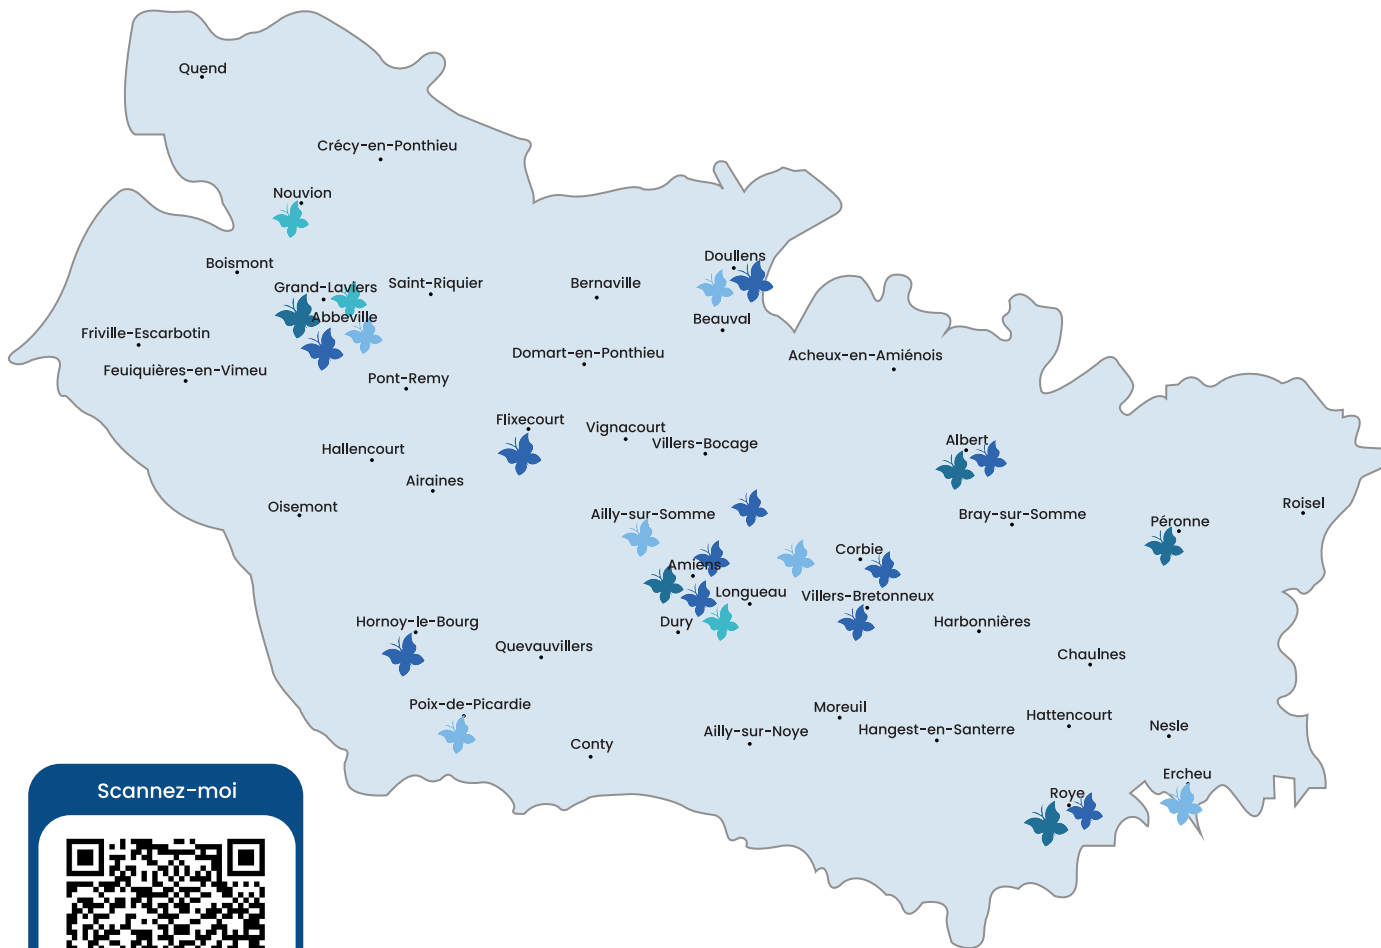 Quend
Crécy-en-Ponthieu
Nouvion
Doullens
Boismont
Saint-Riquier
Bernaville
Grand-Laviers
Abbeville
Beauval
Friville-Escarbotin
Domart-en-Ponthieu
Acheux-en-Amiénois
Feuiquières-en-Vimeu
Pont-Remy
Flixecourt
Vignacourt
Villers-Bocage
Albert
Hallencourt
Airaines
Oisemont
Ailly-sur-Somme
Bray-sur-Somme
Péronne
Roisel
Corbie
Amiens
Longueau
Villers-Bretonneux
Hornoy-le-Bourg
Dury
Harbonnières
Quevauvillers
Chaulnes
Poix-de-Picardie
Moreuil
Hattencourt
Ailly-sur-Noye
Hangest-en-Santerre
Nesle
Conty
Ercheu
Scannez-moi
Roye